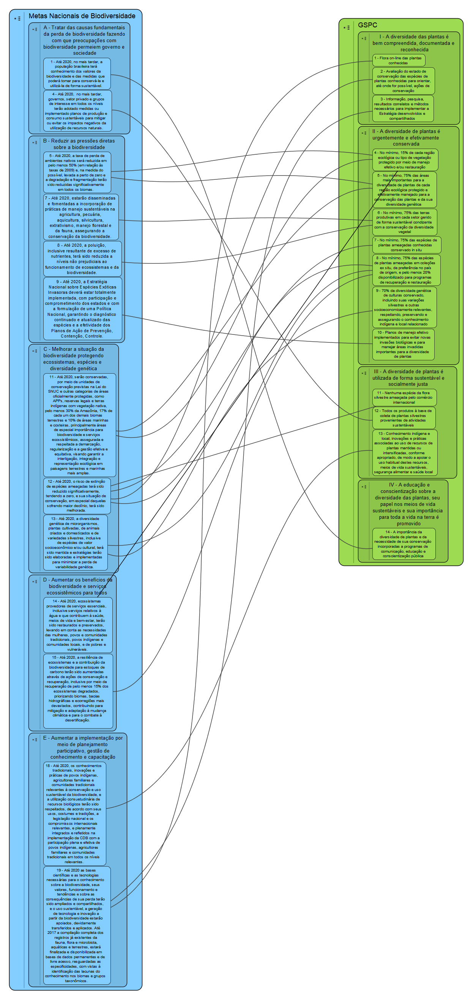 Metas Nacionais de Biodiversidade
A - Tratar das causas fundamentais
da perda de biodiversidade fazendo
com que preocupações com
biodiversidade permeiem governo e
sociedade
1 - Até 2020, no mais tardar, a
população brasileira terá
conhecimento dos valores da
biodiversidade e das medidas que
poderá tomar para conservá-la e
utilizá-la de forma sustentável.
4 - Até 2020, no mais tardar,
governos, setor privado e grupos
de interesse em todos os níveis
terão adotado medidas ou
implementado planos de produção e
consumo sustentáveis para mitigar
ou evitar os impactos negativos da
utilização de recursos naturais.
B - Reduzir as pressões diretas
sobre a biodiversidade
5 - Até 2020, a taxa de perda de
ambientes nativos será reduzida em
pelo menos 50% (em relação às
taxas de 2009) e, na medida do
possível, levada a perto de zero e
a degradação e fragmentação terão
sido reduzidas significativamente
em todos os biomas.
7 - Até 2020, estarão disseminadas
e fomentadas a incorporação de
práticas de manejo sustentáveis na
agricultura, pecuária,
aquicultura, silvicultura,
extrativismo, manejo florestal e
da fauna, assegurando a
conservação da biodiversidade.
8 - Até 2020, a poluição,
inclusive resultante de excesso de
nutrientes, terá sido reduzida a
níveis não prejudiciais ao
funcionamento de ecossistemas e da
biodiversidade.
9 - Até 2020, a Estratégia
Nacional sobre Espécies Exóticas
Invasoras deverá estar totalmente
implementada, com participação e
comprometimento dos estados e com
a formulação de uma Política
Nacional, garantindo o diagnóstico
continuado e atualizado das
espécies e a efetividade dos
Planos de Ação de Prevenção,
Contenção, Controle.
C - Melhorar a situação da
biodiversidade protegendo
ecossistemas, espécies e
diversidade genética
11 - Até 2020, serão conservadas,
por meio de unidades de
conservação previstas na Lei do
SNUC e outras categorias de áreas
oficialmente protegidas, como
APPs, reservas legais e terras
indígenas com vegetação nativa,
pelo menos 30% da Amazônia, 17% de
cada um dos demais biomas
terrestres e 10% de áreas marinhas
e costeiras, principalmente áreas
de especial importância para
biodiversidade e serviços
ecossistêmicos, assegurada e
respeitada a demarcação,
regularização e a gestão efetiva e
equitativa, visando garantir a
interligação, integração e
representação ecológica em
paisagens terrestres e marinhas
mais amplas.
12 - Até 2020, o risco de extinção
de espécies ameaçadas terá sido
reduzido significativamente,
tendendo a zero, e sua situação de
conservação, em especial daquelas
sofrendo maior declínio, terá sido
melhorada.
13 - Até 2020, a diversidade
genética de microrganismos,
plantas cultivadas, de animais
criados e domesticados e de
variedades silvestres, inclusive
de espécies de valor
socioeconômico e/ou cultural, terá
sido mantida e estratégias terão
sido elaboradas e implementadas
para minimizar a perda de
variabilidade genética.
D - Aumentar os benefícios da
biodiversidade e serviços
ecossistêmicos para todos
14 - Até 2020, ecossistemas
provedores de serviços essenciais,
inclusive serviços relativos à
água e que contribuem à saúde,
meios de vida e bem-estar, terão
sido restaurados e preservados,
levando em conta as necessidades
das mulheres, povos e comunidades
tradicionais, povos indígenas e
comunidades locais, e de pobres e
vulneráveis.
15 - Até 2020, a resiliência de
ecossistemas e a contribuição da
biodiversidade para estoques de
carbono terão sido aumentadas
através de ações de conservação e
recuperação, inclusive por meio da
recuperação de pelo menos 15% dos
ecossistemas degradados,
priorizando biomas, bacias
hidrográficas e ecorregiões mais
devastados, contribuindo para
mitigação e adaptação à mudança
climática e para o combate à
desertificação.
E - Aumentar a implementação por
meio de planejamento
participativo, gestão de
conhecimento e capacitação
18 - Até 2020, os conhecimentos
tradicionais, inovações e
práticas de povos indígenas,
agricultores familiares e
comunidades tradicionais
relevantes à conservação e uso
sustentável da biodiversidade, e
a utilização consuetudinária de
recursos biológicos terão sido
respeitados, de acordo com seus
usos, costumes e tradições, a
legislação nacional e os
compromissos internacionais
relevantes, e plenamente
integrados e refletidos na
implementação da CDB com a
participação plena e efetiva de
povos indígenas, agricultores
familiares e comunidades
tradicionais em todos os níveis
relevantes.
19 - Até 2020 as bases
científicas e as tecnologias
necessárias para o conhecimento
sobre a biodiversidade, seus
valores, funcionamento e
tendências e sobre as
consequências de sua perda terão
sido ampliados e compartilhados,
e o uso sustentável, a geração
de tecnologia e inovação a
partir da biodiversidade estarão
apoiados, devidamente
transferidos e aplicados. Até
2017 a compilação completa dos
registros já existentes da
fauna, flora e microbiota,
aquáticas e terrestres, estará
finalizada e disponibilizada em
bases de dados permanentes e de
livre acesso, resguardadas as
especificidades, com vistas à
identificação das lacunas do
conhecimento nos biomas e grupos
taxonômicos.
GSPC
I - A diversidade das plantas é
bem compreendida, documentada e
reconhecida
1 - Flora on-line das plantas
conhecidas
2 - Avaliação do estado de
conservação das espécies de
plantas conhecidas para orientar,
até onde for possível, ações de
conservação
3 - Informação, pesquisa,
resultados correlatos e métodos
necessários para implementar a
Estratégia desenvolvidos e
compartilhados
II - A diversidade de plantas é
urgentemente e efetivamente
conservada
4 - No mínimo, 15% de cada região
ecológica ou tipo de vegetação
protegido por meio de manejo
efetivo e/ou restauração
5 - No mínimo, 75% das áreas
mais importantes para a
diversidade de plantas de cada
região ecológica protegido e
efetivamente manejado para a
conservação das plantas e da sua
diversidade genética
6 - No mínimo, 75% das terras
produtivas em cada setor gerido
de forma sustentável condizente
com a conservação da diversidade
vegetal
7 - No mínimo, 75% das espécies de
plantas ameaçadas conhecidas
conservado in situ
8 - No mínimo, 75% das espécies
de plantas ameaçadas em coleções
ex situ, de preferência no país
de origem, e pelo menos 20%
disponibilizado para programas
de recuperação e restauração
9 - 70% da diversidade genética
de culturas conservado,
incluindo suas variações
silvestres e outras
socioeconomicamente relevantes,
respeitando, preservando e
assegurando o conhecimento
indígena e local relacionado
10 - Planos de manejo efetivo
implementados para evitar novas
invasões biológicas e para
manejar áreas invadidas
importantes para a diversidade
de plantas
III - A diversidade de plantas é
utilizada de forma sustentável e
socialmente justa
11 - Nenhuma espécie da flora
silvestre ameaçada pelo comércio
internacional
12 - Todos os produtos à base de
coleta de plantas silvestres
provenientes de atividades
sustentáveis
13 - Conhecimento indígena e
local, inovações e práticas
associadas ao uso de recursos de
plantas mantidas ou
intensificadas, conforme
apropriado, de modo a apoiar o
uso habitual destes recursos,
meios de vida sustentáveis,
segurança alimentar e saúde local
IV - A educação e
conscientização sobre a
diversidade das plantas, seu
papel nos meios de vida
sustentáveis e sua importância
para toda a vida na terra é
promovido
14 - A importância da
diversidade de plantas e da
necessidade de sua conservação
incorporadas a programas de
comunicação, educação e
conscientização pública